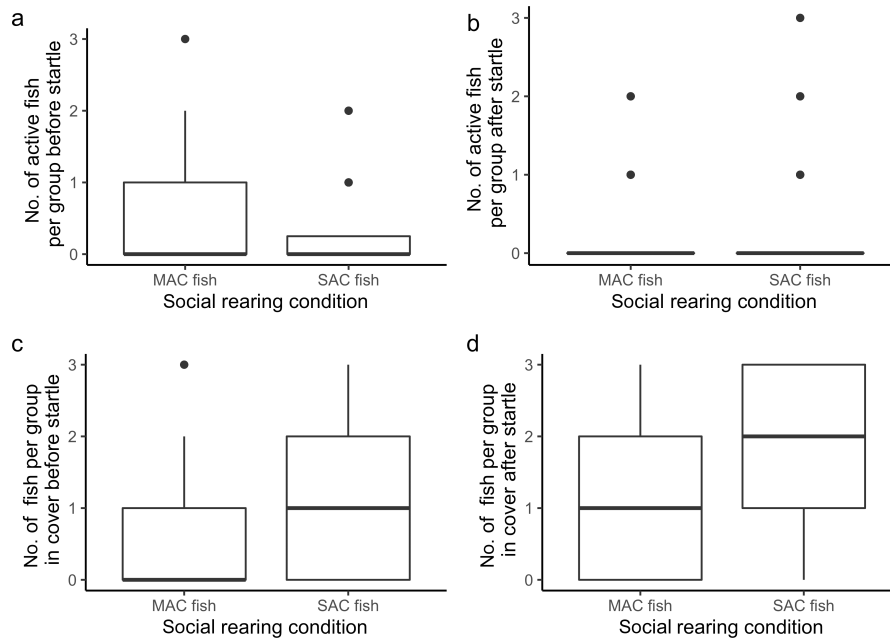 a
No. of active fish
per group before startle
3
2
1
0
MAC fish
SAC fish
Social rearing condition
b
No. of active fish
per group after startle
3
2
1
0
MAC fish
SAC fish
Social rearing condition
c
No. of fish per group
in cover before startle
3
2
1
0
MAC fish
SAC fish
Social rearing condition
d
No. of fish per group
in cover after startle
3
2
1
0
MAC fish
SAC fish
Social rearing condition